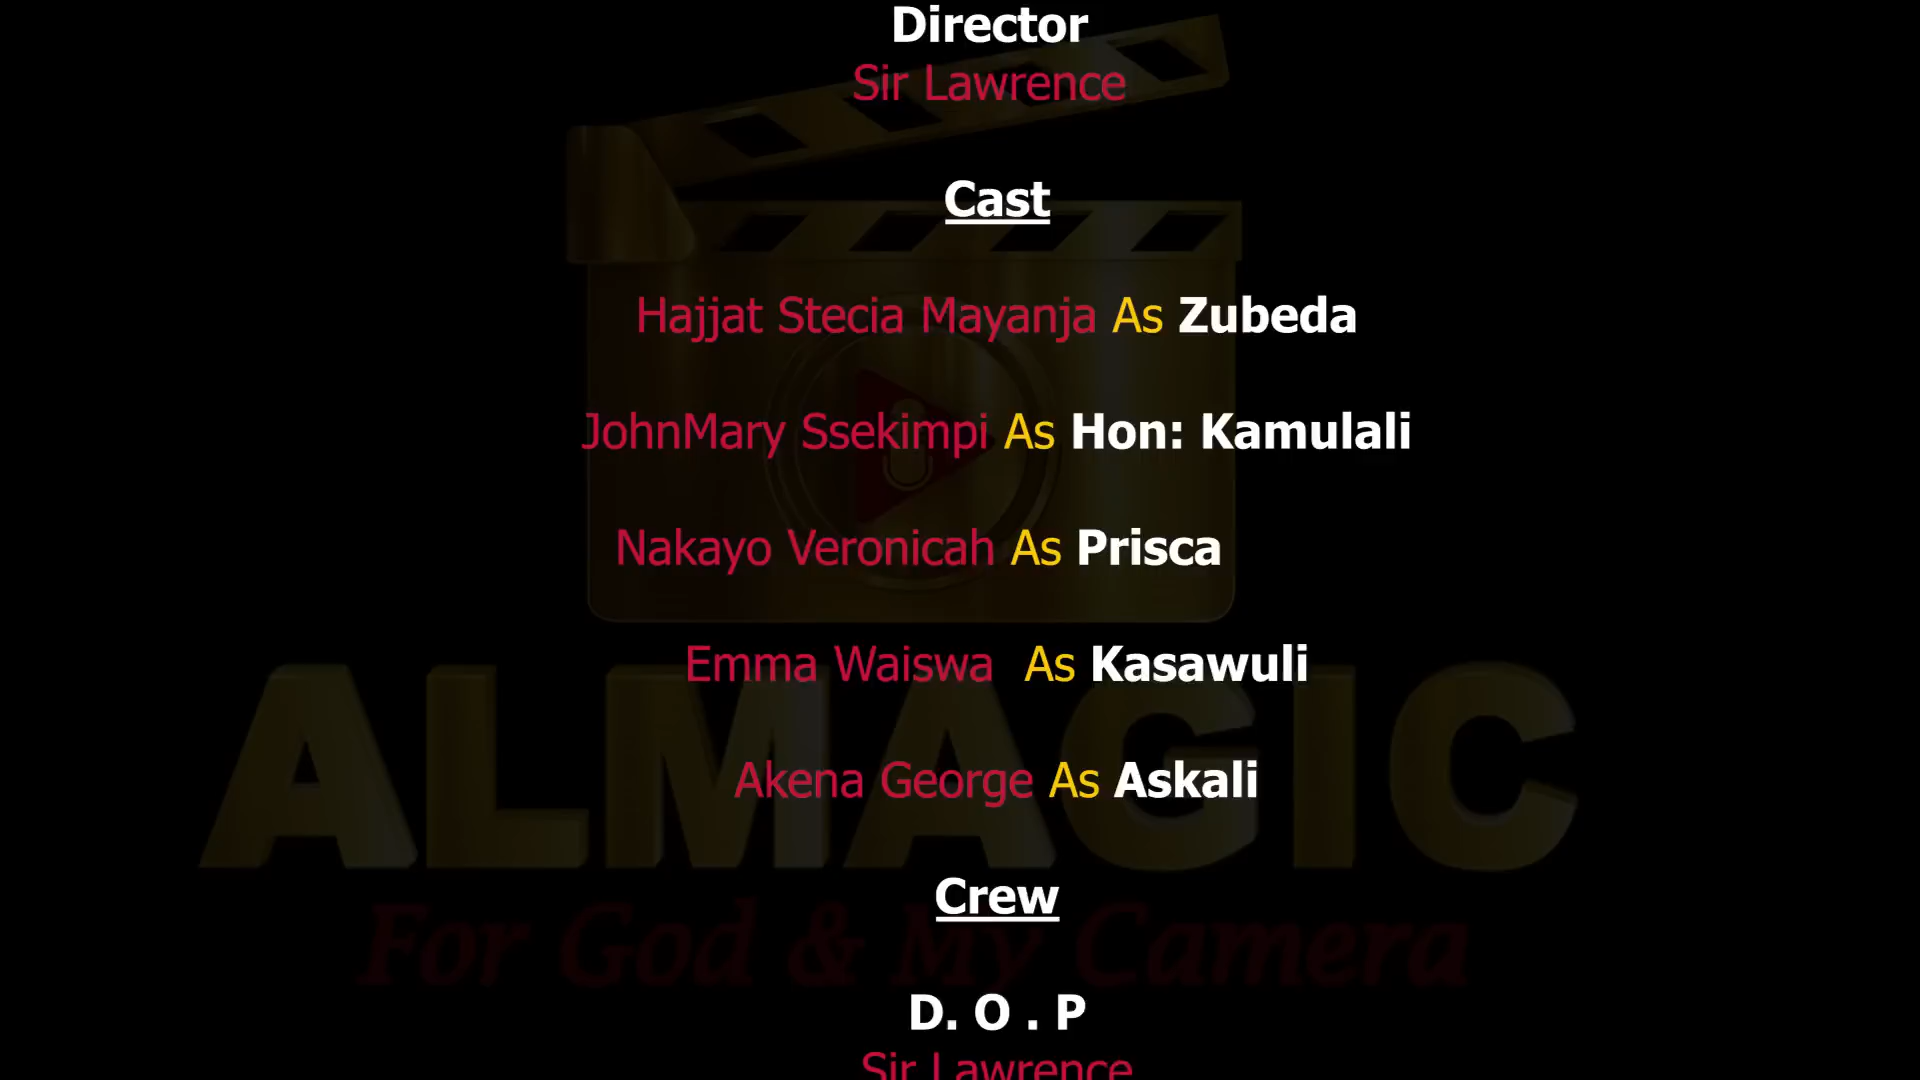 Director
Sir Lawrence
Cast
Hajjat Stecia Mayanja As Zubeda
JohnMary Ssekimpi As Hon: Kamulali
Nakayo Veronicah As Prisca
Emma Waiswa As Kasawuli
Akena George As Askali
ALMAGIC
Crew
For God & My Camera
D. O . P
Sir Lawrence